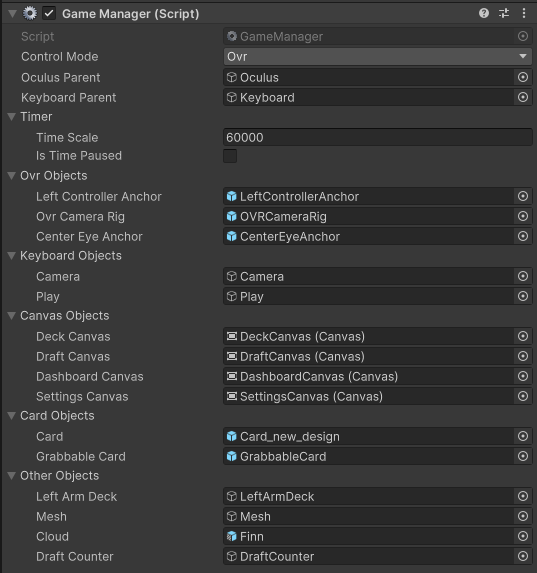 Game Manager (Script)
Script GameManager
Control Mode Ovr
Oculus Parent Oculus
Keyboard Parent Keyboard
Timer
Time Scale 60000
Is Time Paused
Ovr Objects
Left Controller Anchor LeftControllerAnchor
Ovr Camera Rig OVRCameraRig
Center Eye Anchor CenterEyeAnchor
Keyboard Objects
Camera Camera
Play Play
Canvas Objects
Deck Canvas DeckCanvas (Canvas)
Draft Canvas DraftCanvas (Canvas)
Dashboard Canvas DashboardCanvas (Canvas)
Settings Canvas SettingsCanvas (Canvas)
Card Objects
Card Card_new_design
Grabbable Card GrabbableCard
Other Objects
Left Arm Deck LeftArmDeck
Mesh Mesh
Cloud Finn
Draft Counter DraftCounter